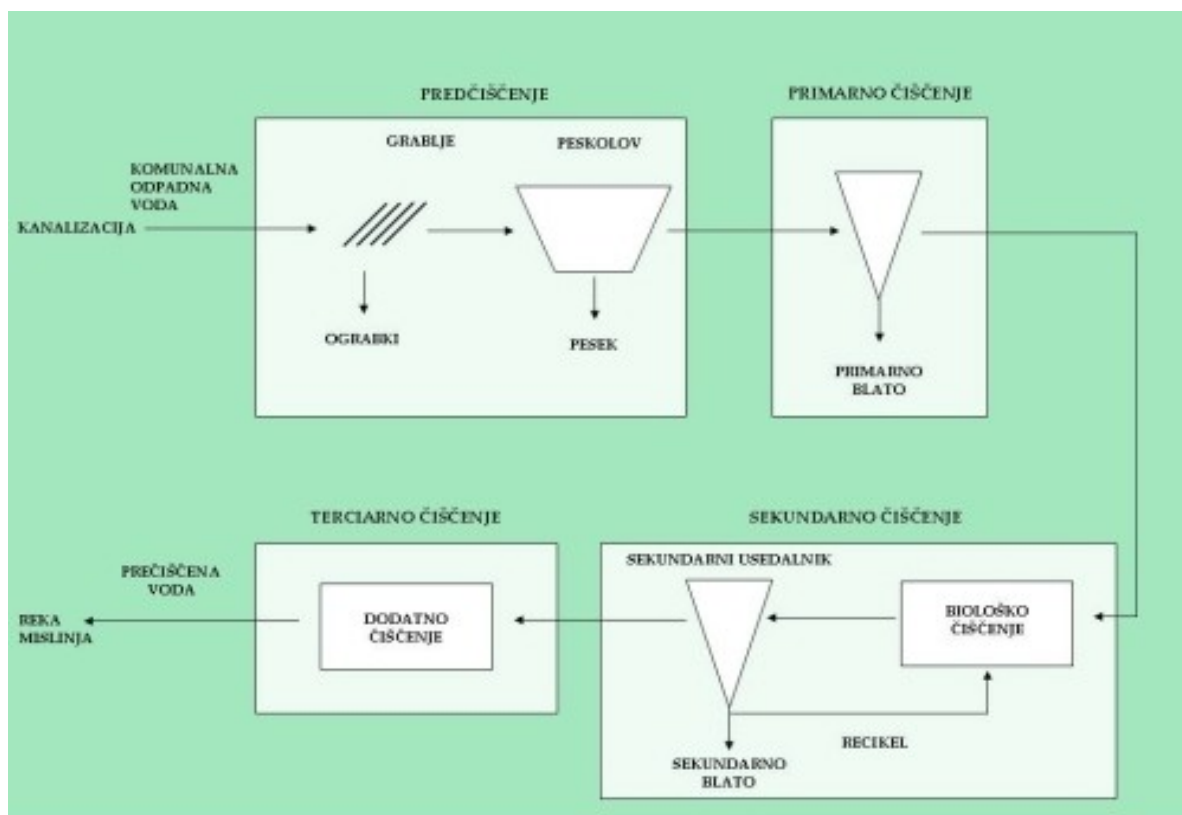 PREDČIŠČENJE
PRIMARNO ČIŠČENJE
GRABLJE
PESKOLOV
KOMUNALNA
ODPADNA
VODA
KANALIZACIJA
OGRABKI
PESEK
PRIMARNO
BLATO
TERCIARNO ČIŠČENJE
SEKUNDARNO ČIŠČENJE
SEKUNDARNI USEDALNIK
PREČIŠČENA
VODA
REKA
MISLINJA
DODATNO
ČIŠČENJE
BIOLOŠKO
ČIŠČENJE
RECIKEL
SEKUNDARNO
BLATO